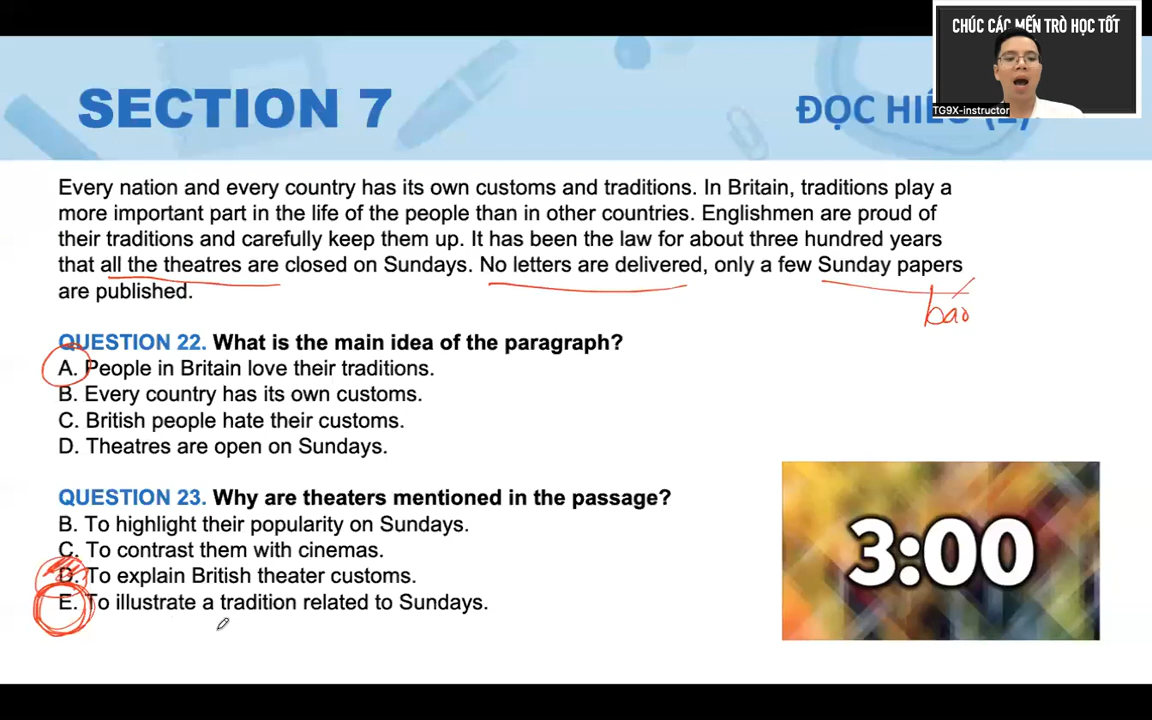 CHÚC CÁC MẾN TRÒ HỌC TỐT
TG9X-instructor
SECTION 7
ĐỌC
Every nation and every country has its own customs and traditions. In Britain, traditions play a
more important part in the life of the people than in other countries. Englishmen are proud of
their traditions and carefully keep them up. It has been the law for about three hundred years
that all the theatres are closed on Sundays. No letters are delivered, only a few Sunday papers
are published.
báo
QUESTION 22. What is the main idea of the paragraph?
A. People in Britain love their traditions.
B. Every country has its own customs.
C. British people hate their customs.
D. Theatres are open on Sundays.
QUESTION 23. Why are theaters mentioned in the passage?
B. To highlight their popularity on Sundays.
C. To contrast them with cinemas.
D. To explain British theater customs.
E. To illustrate a tradition related to Sundays.
3:00